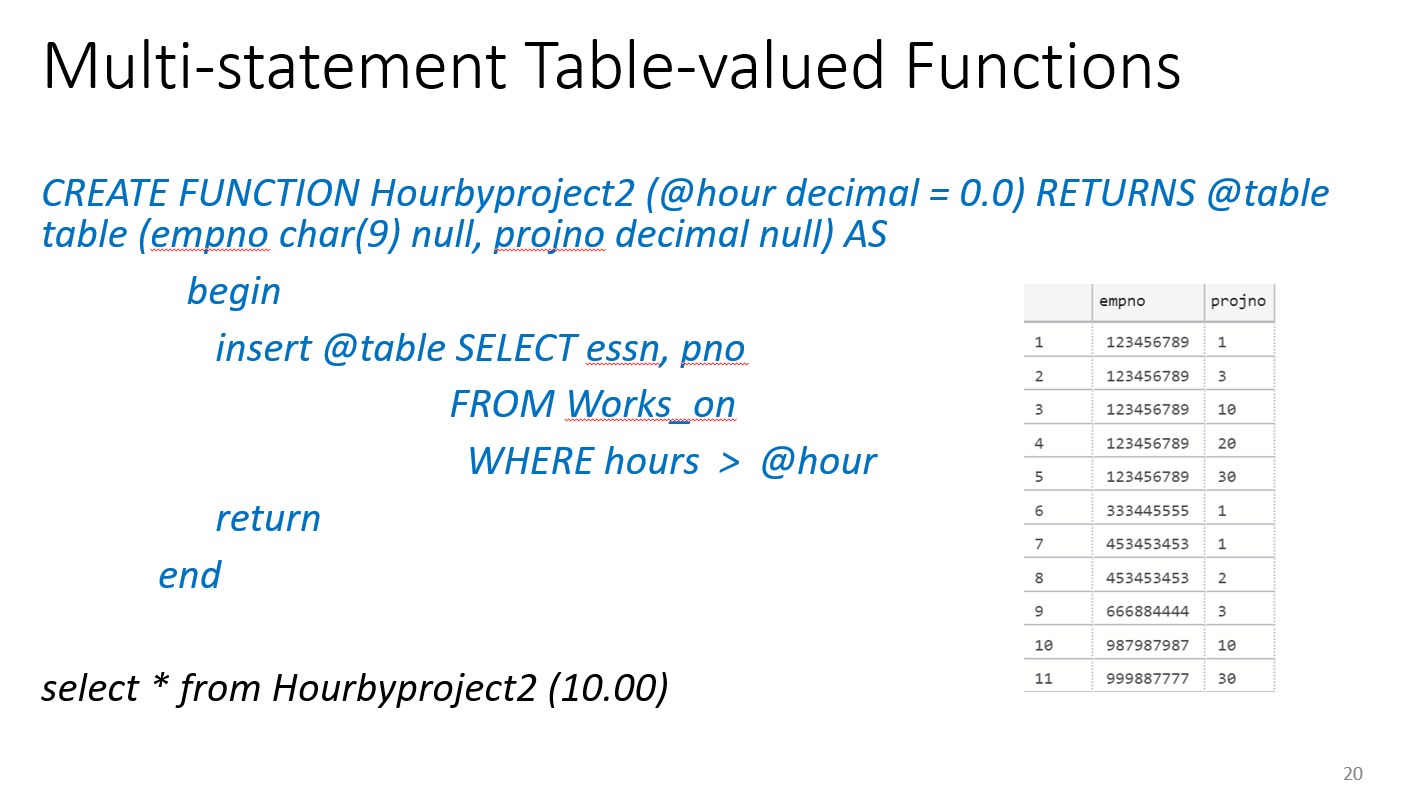 Multi-statement Table-valued Functions
CREATE FUNCTION Hourbyproject2 (@hour decimal = 0.0) RETURNS @table
table (empno char(9) null, projno decimal null) AS
begin
insert @table SELECT essn, pno
FROM Works_on
WHERE hours > @hour
return
end
select * from Hourbyproject2 (10.00)
empno projno
1 123456789 1
2 123456789 3
3 123456789 10
4 123456789 20
5 123456789 30
6 333445555 1
7 453453453 1
8 453453453 2
9 666884444 3
10 987987987 10
11 999887777 30
20